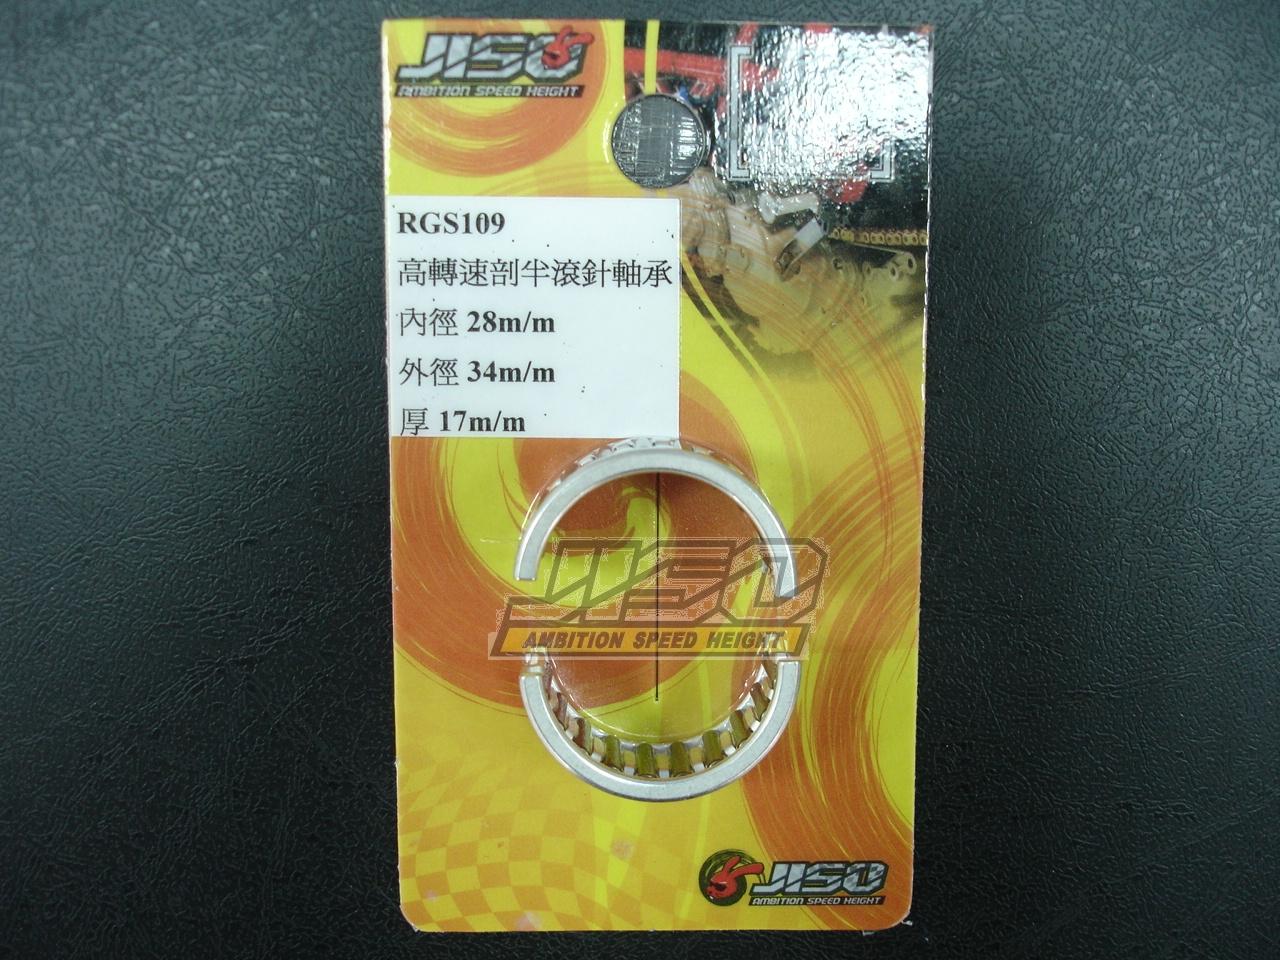 JISO
AMBITION SPEED HEIGHT
RGS109
高轉速剖半滾針軸承
內徑 28m/m
外徑 34m/m
厚 17m/m
JISO
AMBITION SPEED HEIGHT
JISO
AMBITION SPEED HEIGHT